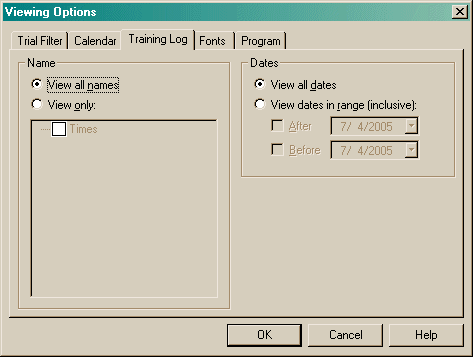 Viewing Options
Trial Filter Calendar Training Log Fonts Program
Name
View all names
View only:
Times
Dates
View all dates
View dates in range (inclusive):
After 7/ 4/2005
Before 7/ 4/2005
OK Cancel Help